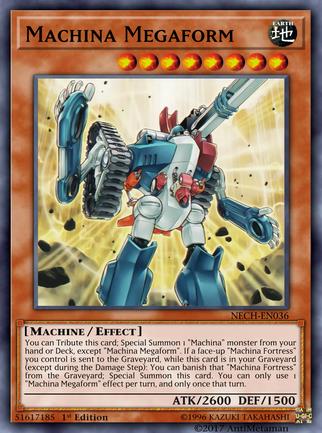 MACHINA MEGAFORM
EARTH
地
NECH-EN036
[MACHINE / EFFECT]
You can Tribute this card; Special Summon 1 "Machina" monster from
your hand or Deck, except "Machina Megaform". If a face-up "Machina Fortress"
you control is sent to the Graveyard, while this card is in your Graveyard
(except during the Damage Step): You can banish that "Machina Fortress"
from the Graveyard; Special Summon this card. You can only use 1
"Machina Megaform" effect per turn, and only once that turn.
ATK/2600 DEF/1500
51617185 1st Edition ©1996 KAZUKI TAKAHASHI
©2017 AntiMetaman